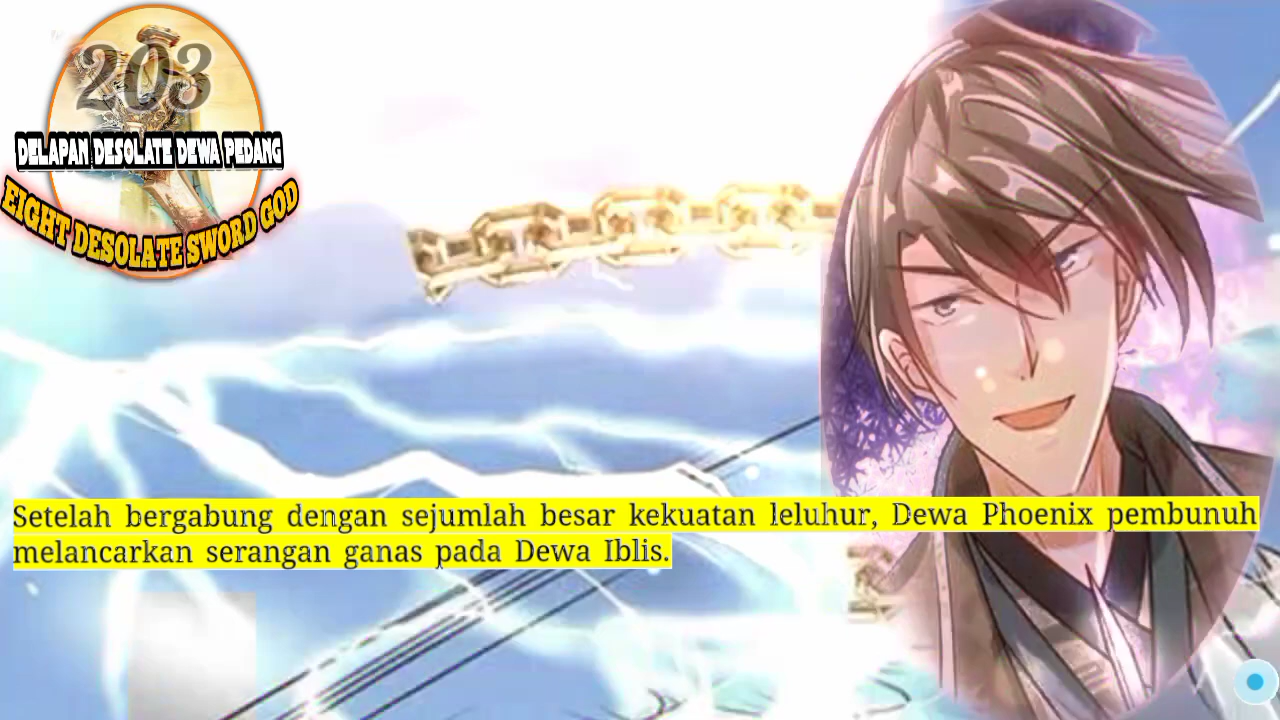 203
DELAPAN DESOLATE DEWA PEDANG
EIGHT DESOLATE SWORD GOD
Setelah bergabung dengan sejumlah besar kekuatan leluhur, Dewa Phoenix pembunuh
melancarkan serangan ganas pada Dewa Iblis.